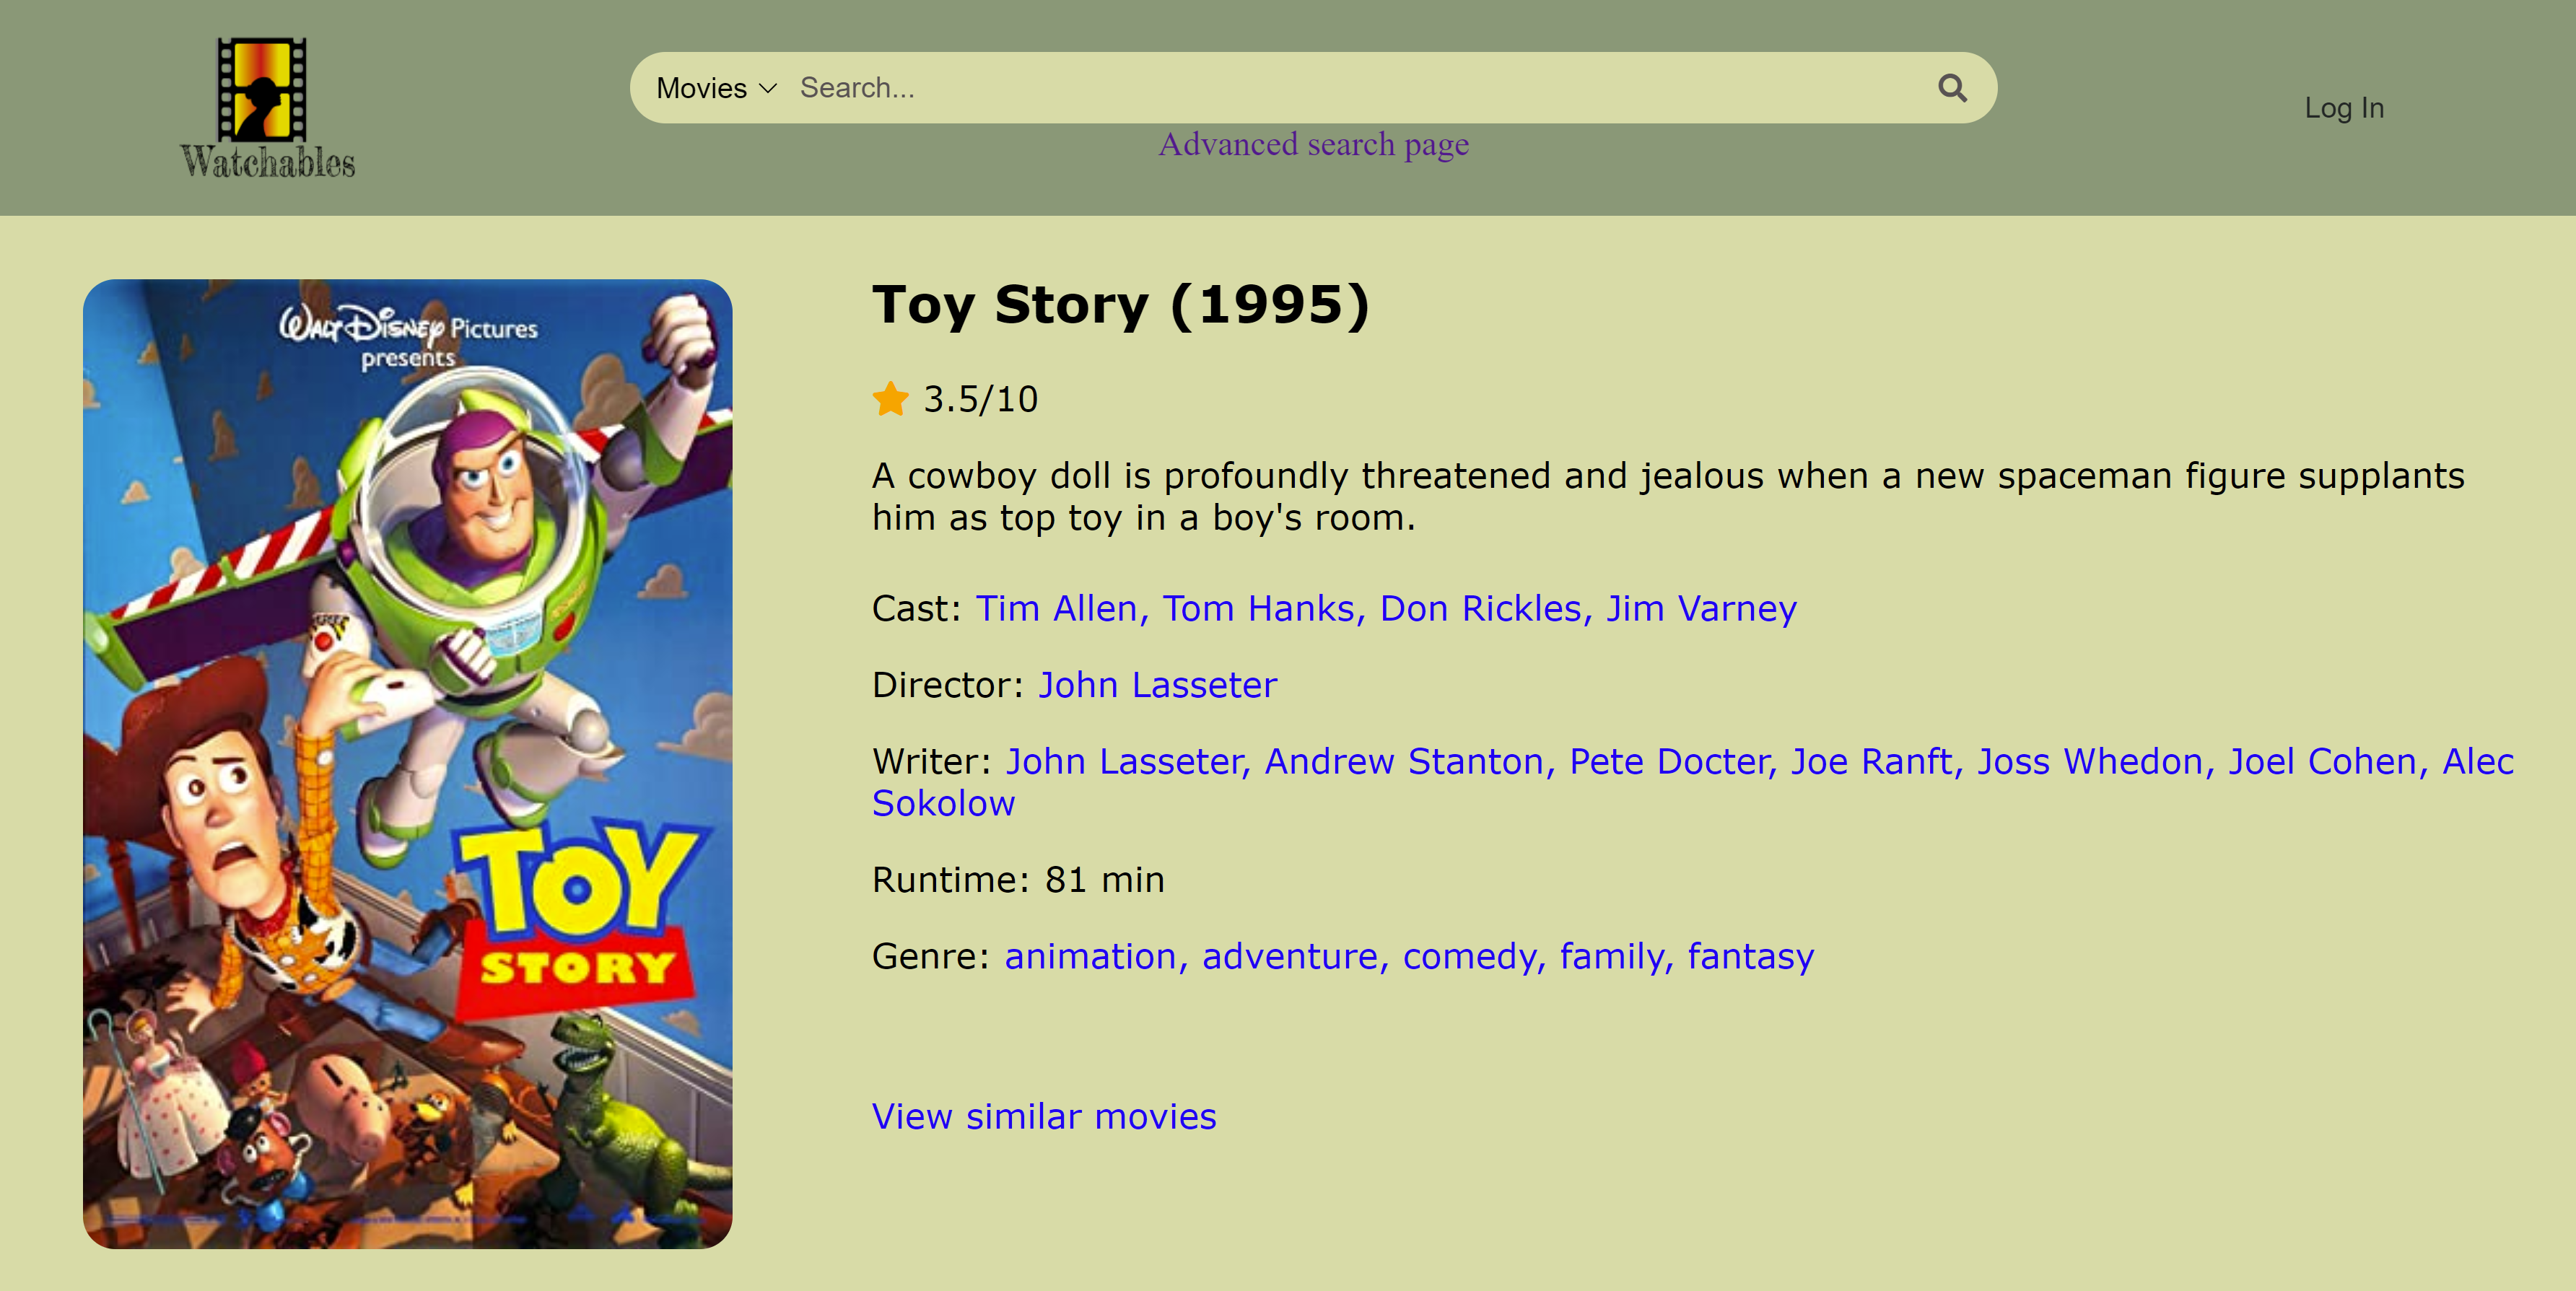 Watchables
Movies
Search...
Advanced search page
Log In
WALT DISNEY Pictures
presents
TOY
STORY
Toy Story (1995)
3.5/10
A cowboy doll is profoundly threatened and jealous when a new spaceman figure supplants
him as top toy in a boy's room.
Cast: Tim Allen, Tom Hanks, Don Rickles, Jim Varney
Director: John Lasseter
Writer: John Lasseter, Andrew Stanton, Pete Docter, Joe Ranft, Joss Whedon, Joel Cohen, Alec
Sokolow
Runtime: 81 min
Genre: animation, adventure, comedy, family, fantasy
View similar movies